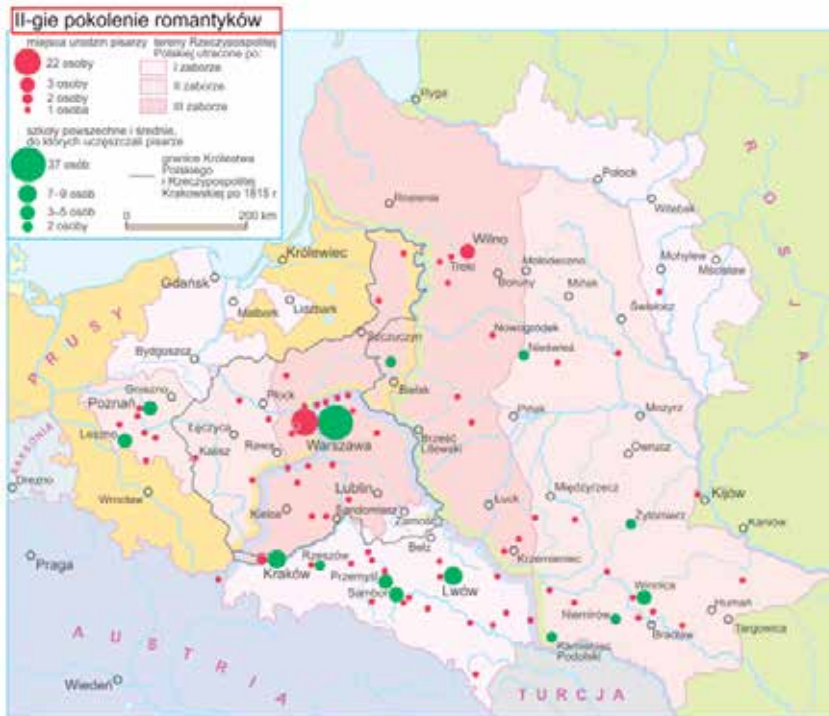 II-gie pokolenie romantyków
miejsca urodzin pisarzy
22 osoby
3 osoby
2 osoby
1 osoba
tereny Rzeczypospolitej
Polskiej utracone po:
I zaborze
II zaborze
III zaborze
szkoły powszechne i średnie,
do których uczęszczali pisarze
37 osób
7-9 osób
3-5 osób
2 osoby
granice Królestwa
Polskiego
i Rzeczypospolitej
Krakowskiej po 1815 r
0 200 km
Ryga
ROSJA
Połock
Witebsk
Rosienie
Wilno
Troki
Mołodeczno
Boruny
Mińsk
Mohylew
Mścisław
Królewiec
Gdańsk
Malbork
Lidzbark
Nowogródek
Nieśwież
PRUSY
Szczuczyn
Bydgoszcz
Bielsk
Gniezno
Poznań
Płock
Leszno
Łęczyca
Warszawa
Pińsk
Mozyrz
Kalisz
Rawa
Brześć
Litewski
Owrucz
SAKSONIA
Drezno
Wrocław
Lublin
Łuck
Międzyrzecz
Kijów
Kielce
Sandomierz
Zamość
Żytomierz
Kaniów
Bełz
Krzemieniec
Praga
Kraków
Rzeszów
Przemyśl
Lwów
Sambor
Winnica
Niemirów
Humań
Bracław
Targowica
Kamieniec
Podolski
AUSTRIA
Wiedeń
TURCJA